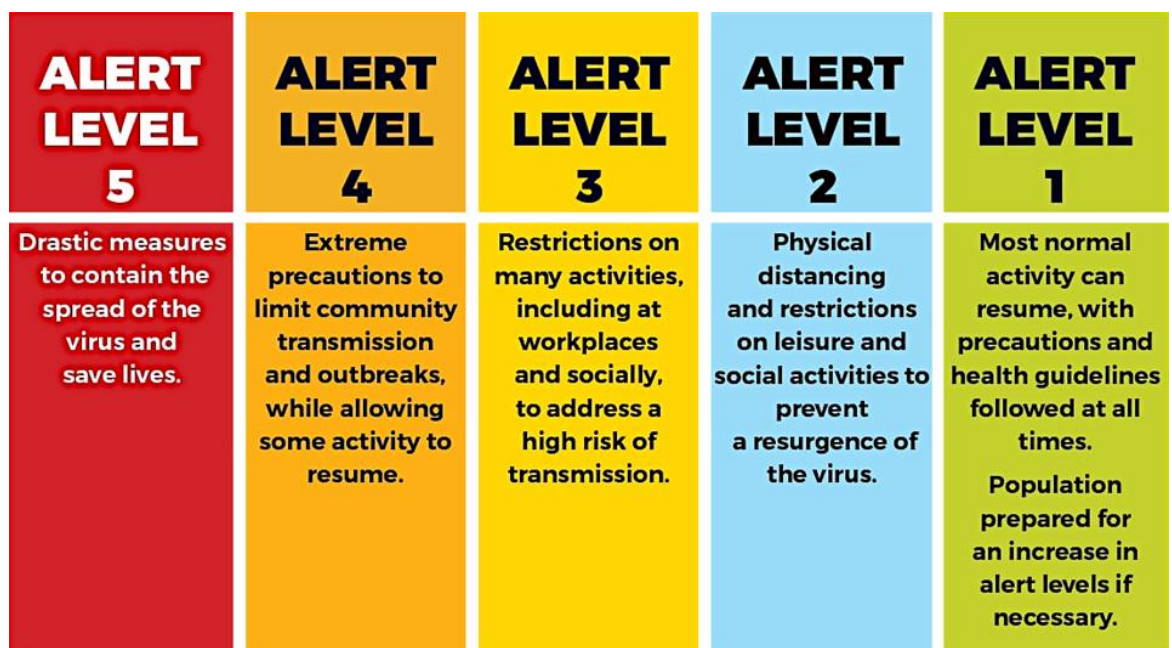 ALERT
LEVEL
5
Drastic measures
to contain the
spread of the
virus and
save lives.
ALERT
LEVEL
4
Extreme
precautions to
limit community
transmission
and outbreaks,
while allowing
some activity to
resume.
ALERT
LEVEL
3
Restrictions on
many activities,
including at
workplaces
and socially,
to address a
high risk of
transmission.
ALERT
LEVEL
2
Physical
distancing
and restrictions
on leisure and
social activities to
prevent
a resurgence of
the virus.
ALERT
LEVEL
1
Most normal
activity can
resume, with
precautions and
health guidelines
followed at all
times.
Population
prepared for
an increase in
alert levels if
necessary.